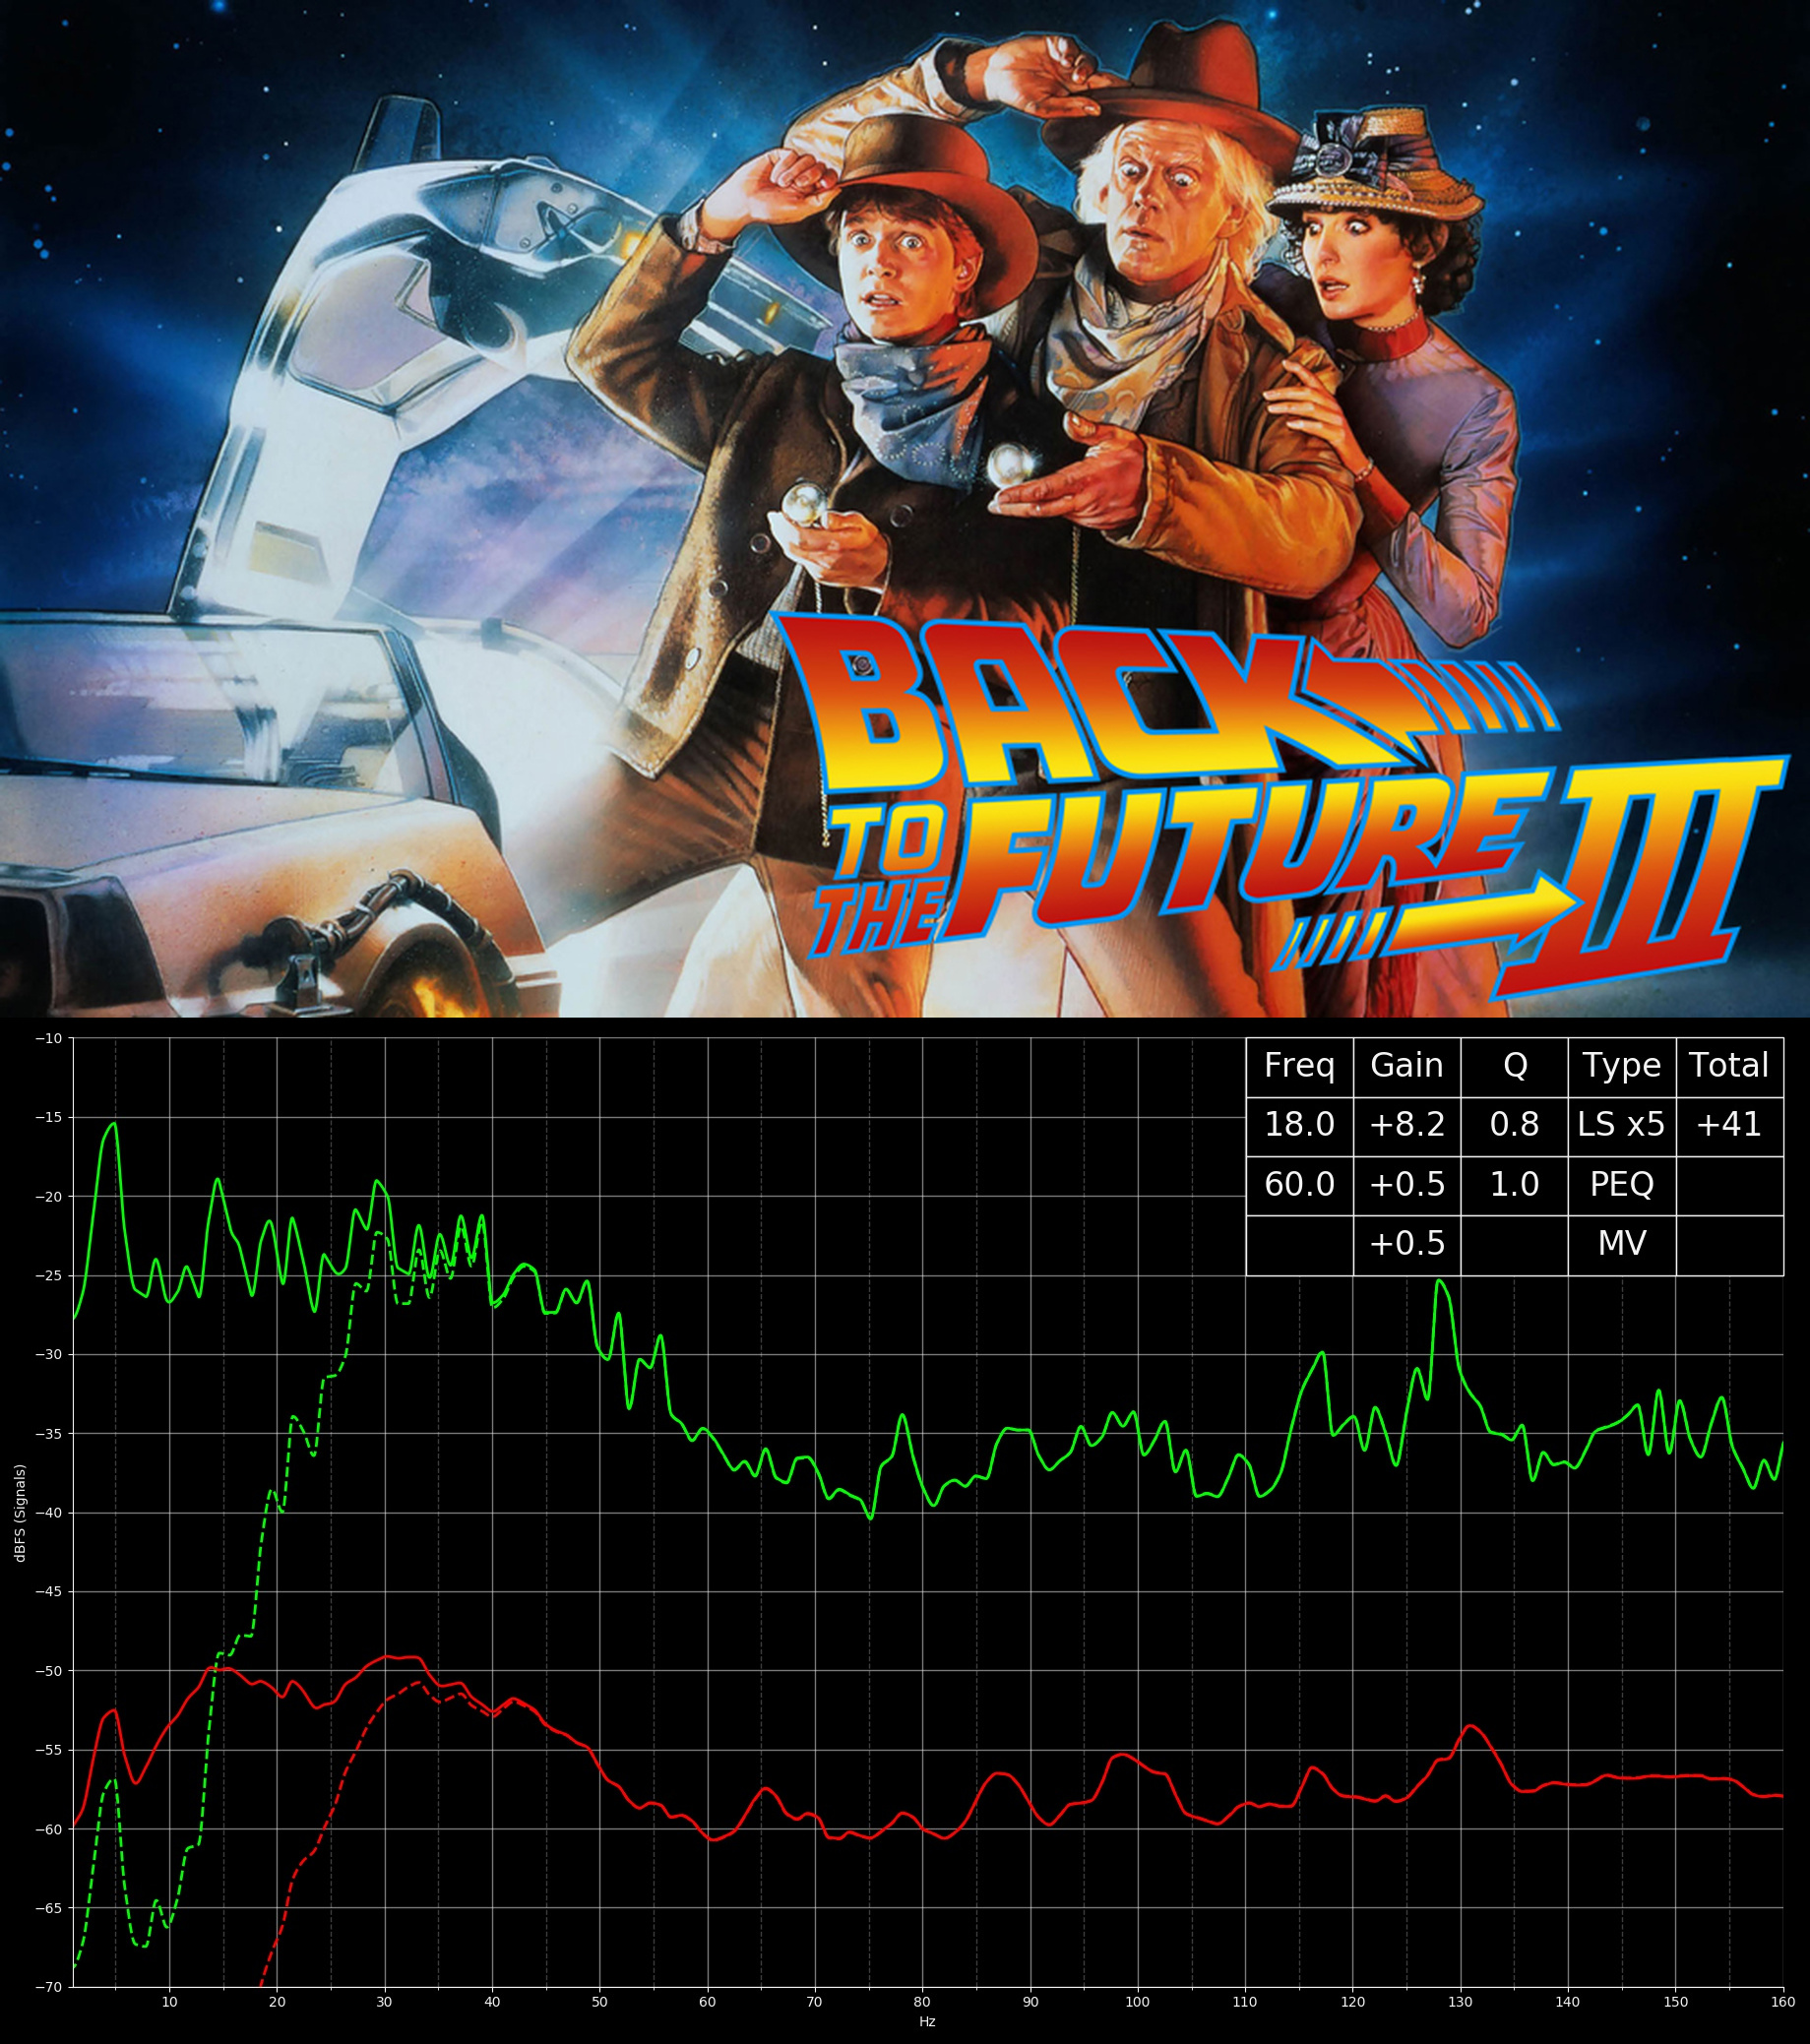 BACK
TO
THE FUTURE III
Freq Gain Q Type Total
18.0 +8.2 0.8 LS x5 +41
60.0 +0.5 1.0 PEQ
+0.5 MV
−10
−15
−20
−25
−30
−35
−40
−45
−50
−55
−60
−65
−70
dBFS (Signals)
10 20 30 40 50 60 70 80 90 100 110 120 130 140 150 160
Hz